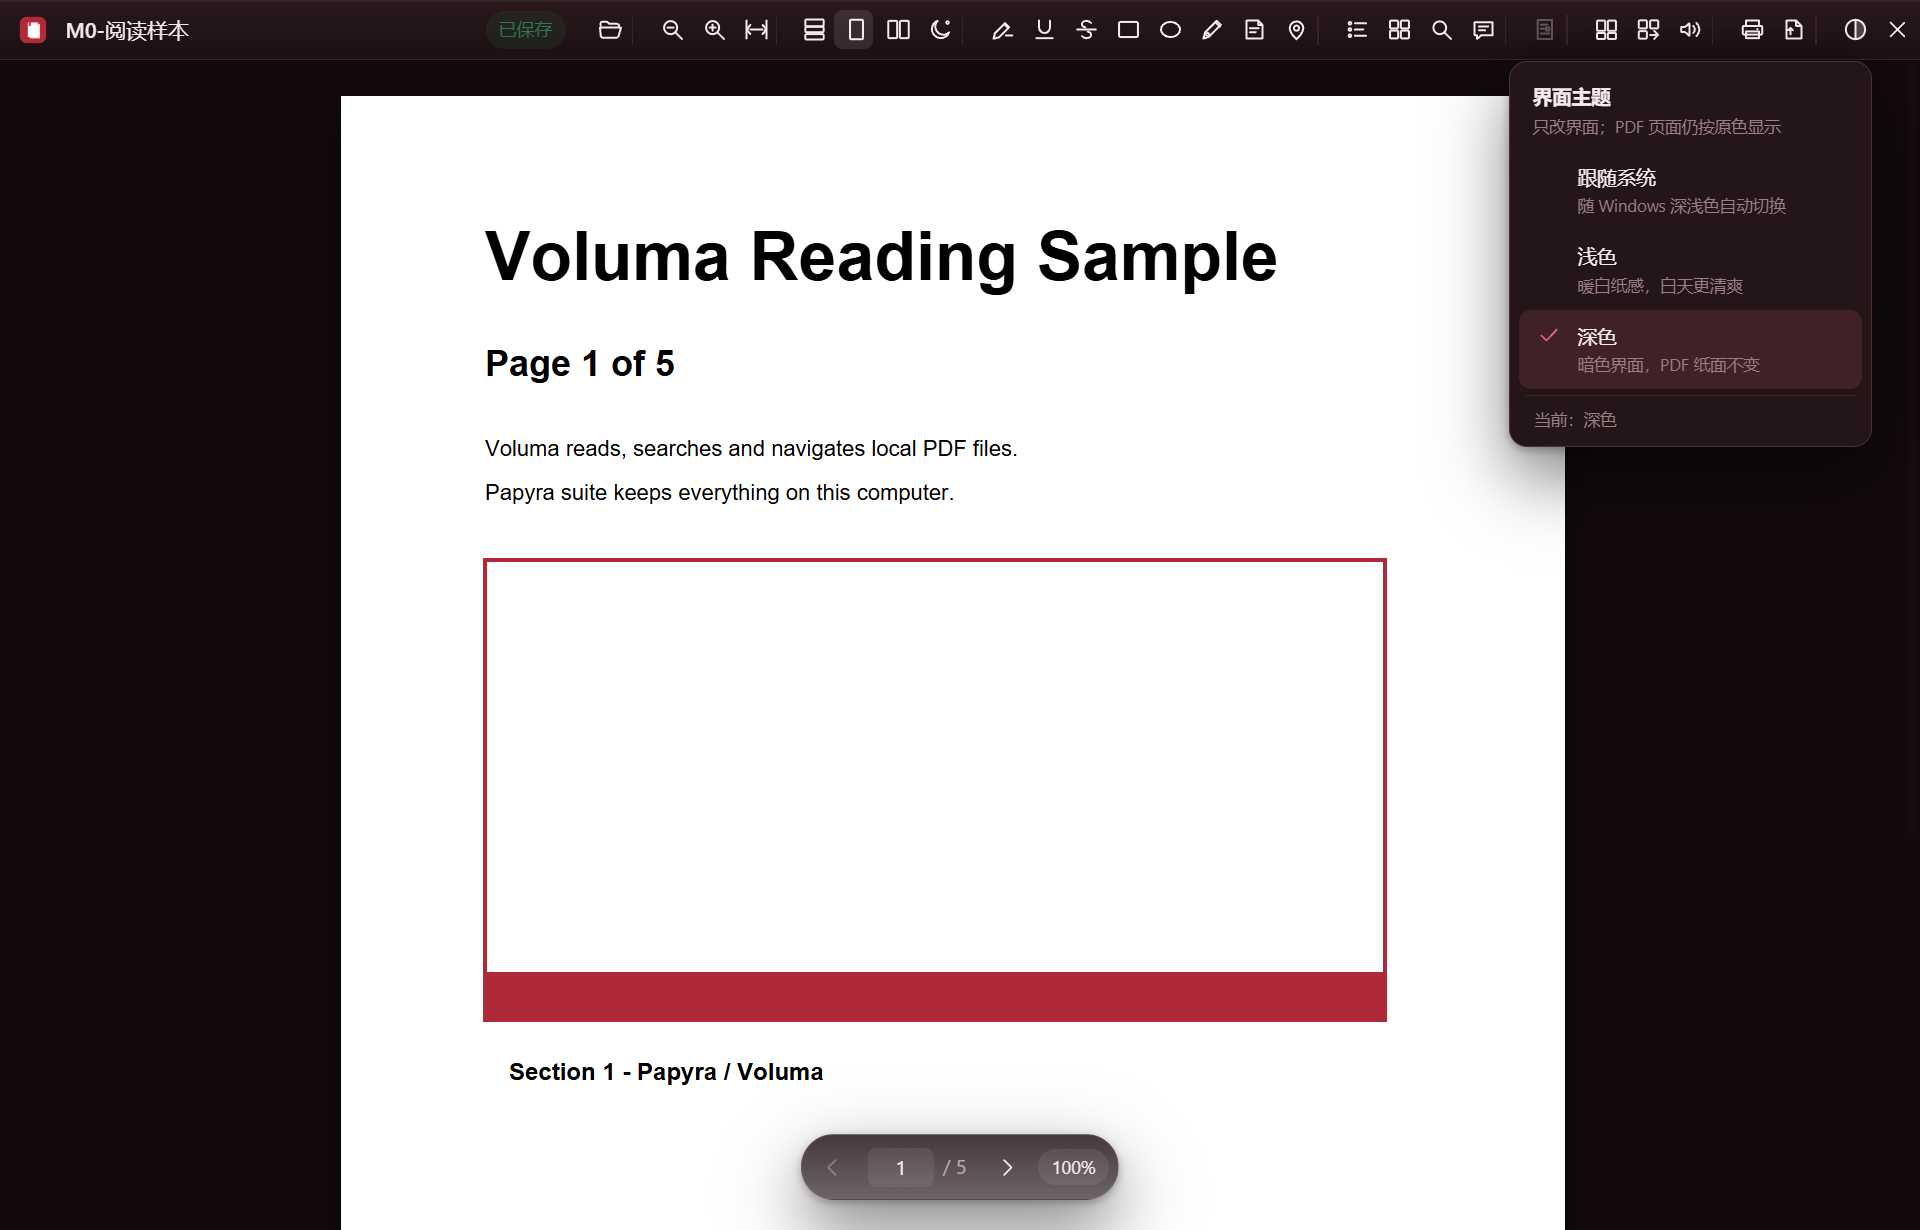 M0-阅读样本
已保存
界面主题
只改界面；PDF 页面仍按原色显示
跟随系统
随 Windows 深浅色自动切换
浅色
暖白纸感，白天更清爽
深色
暗色界面，PDF 纸面不变
当前：深色
Voluma Reading Sample
Page 1 of 5
Voluma reads, searches and navigates local PDF files.
Papyra suite keeps everything on this computer.
Section 1 - Papyra / Voluma
1 / 5 100%